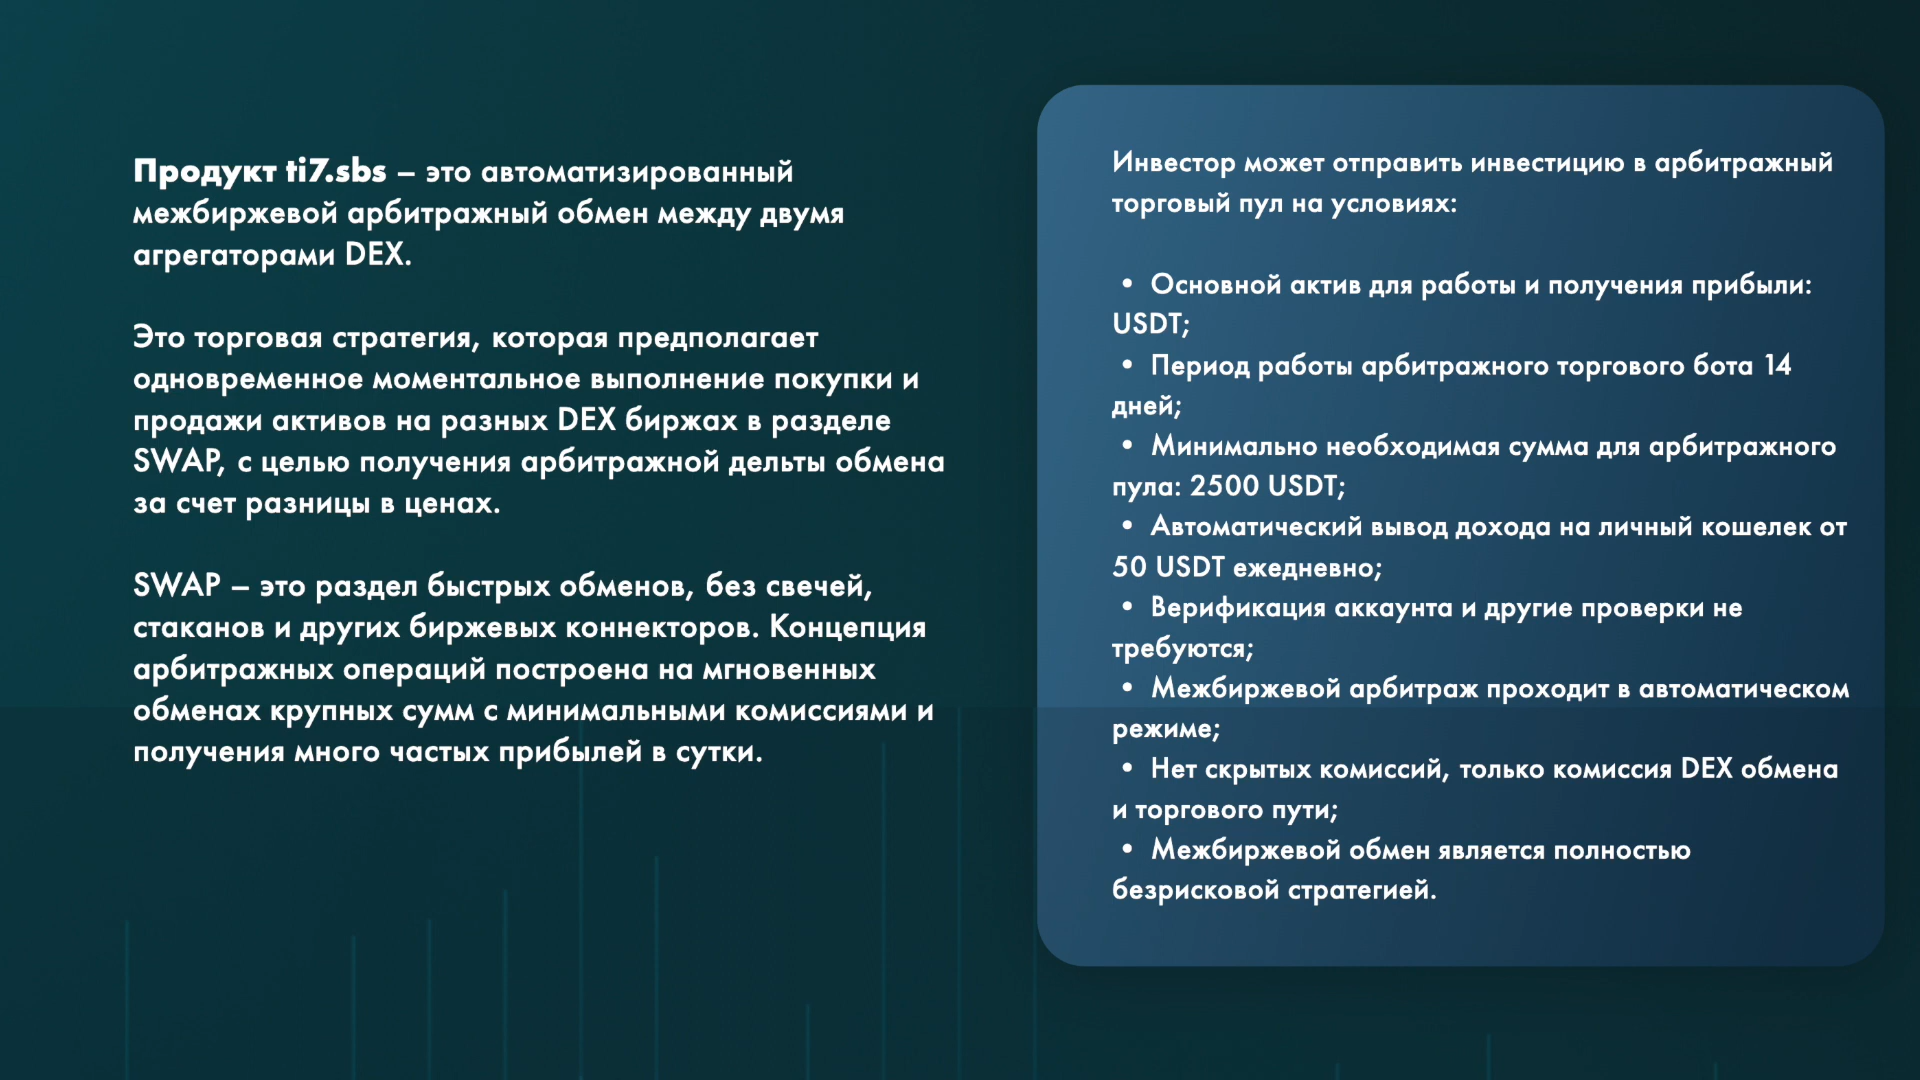 Продукт ti7.sbs – это автоматизированный
межбиржевой арбитражный обмен между двумя
агрегаторами DEX.
Это торговая стратегия, которая предполагает
одновременное моментальное выполнение покупки и
продажи активов на разных DEX биржах в разделе
SWAP, с целью получения арбитражной дельты обмена
за счет разницы в ценах.
SWAP – это раздел быстрых обменов, без свечей,
стаканов и других биржевых коннекторов. Концепция
арбитражных операций построена на мгновенных
обменах крупных сумм с минимальными комиссиями и
получения много частых прибылей в сутки.
Инвестор может отправить инвестицию в арбитражный
торговый пул на условиях:
• Основной актив для работы и получения прибыли:
USDT;
• Период работы арбитражного торгового бота 14
дней;
• Минимально необходимая сумма для арбитражного
пула: 2500 USDT;
• Автоматический вывод дохода на личный кошелек от
50 USDT ежедневно;
• Верификация аккаунта и другие проверки не
требуются;
• Межбиржевой арбитраж проходит в автоматическом
режиме;
• Нет скрытых комиссий, только комиссия DEX обмена
и торгового пути;
• Межбиржевой обмен является полностью
безрисковой стратегией.